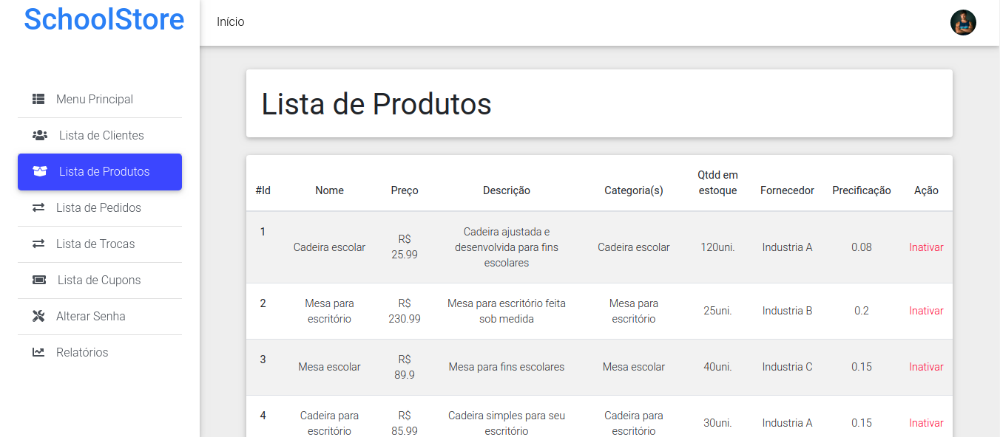 SchoolStore
Início
Menu Principal
Lista de Clientes
Lista de Produtos
Lista de Pedidos
Lista de Trocas
Lista de Cupons
Alterar Senha
Relatórios
Lista de Produtos
#Id Nome Preço Descrição Categoria(s) Qtdd em estoque Fornecedor Precificação Ação
1 Cadeira escolar R$ 25.99 Cadeira ajustada e desenvolvida para fins escolares Cadeira escolar 120uni. Industria A 0.08 Inativar
2 Mesa para escritório R$ 230.99 Mesa para escritório feita sob medida Mesa para escritório 25uni. Industria B 0.2 Inativar
3 Mesa escolar R$ 89.9 Mesa para fins escolares Mesa escolar 40uni. Industria C 0.15 Inativar
4 Cadeira para escritório R$ 85.99 Cadeira simples para seu escritório Cadeira para escritório 30uni. Industria A 0.15 Inativar